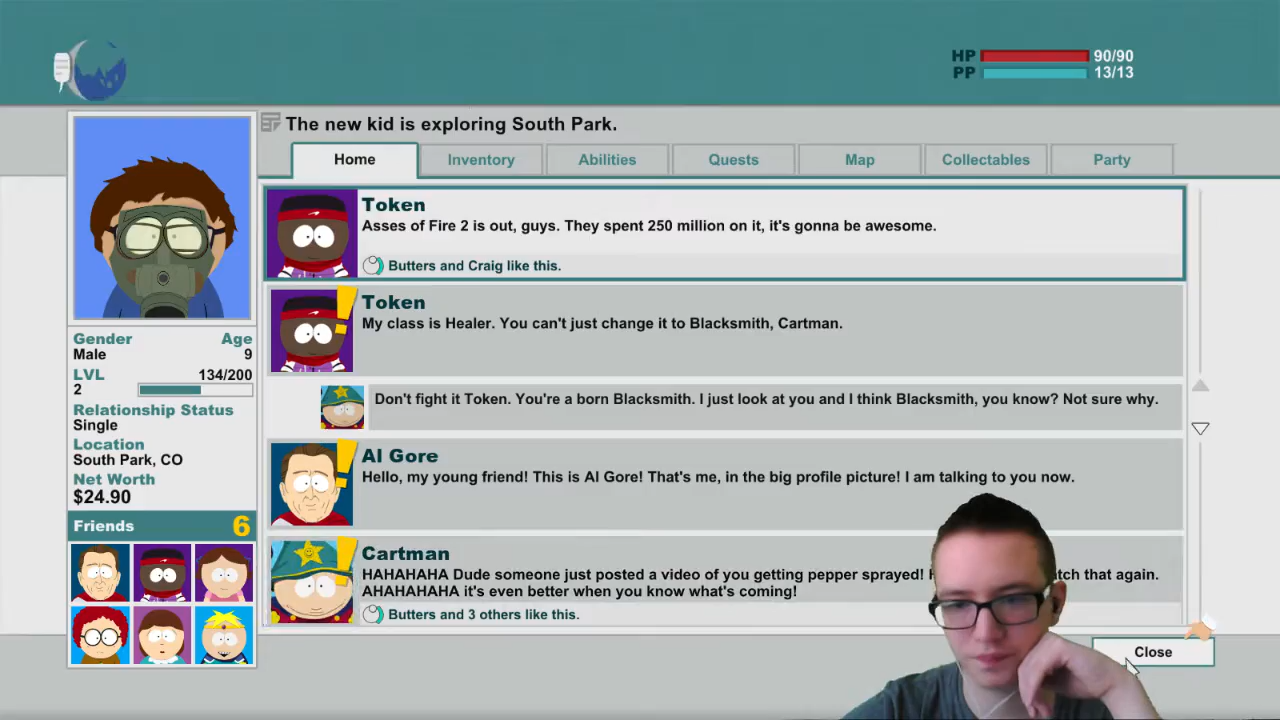 HP 90/90
PP 13/13
The new kid is exploring South Park.
Home Inventory Abilities Quests Map Collectables Party
Token
Asses of Fire 2 is out, guys. They spent 250 million on it, it's gonna be awesome.
Butters and Craig like this.
Token
My class is Healer. You can't just change it to Blacksmith, Cartman.
Don't fight it Token. You're a born Blacksmith. I just look at you and I think Blacksmith, you know? Not sure why.
Al Gore
Hello, my young friend! This is Al Gore! That's me, in the big profile picture! I am talking to you now.
Cartman
HAHAHAHA Dude someone just posted a video of you getting pepper sprayed! that again.
AHAHAHAHA it's even better when you know what's coming!
Butters and 3 others like this.
Gender Age
Male 9
LVL 134/200
2
Relationship Status
Single
Location
South Park, CO
Net Worth
$24.90
Friends 6
Close